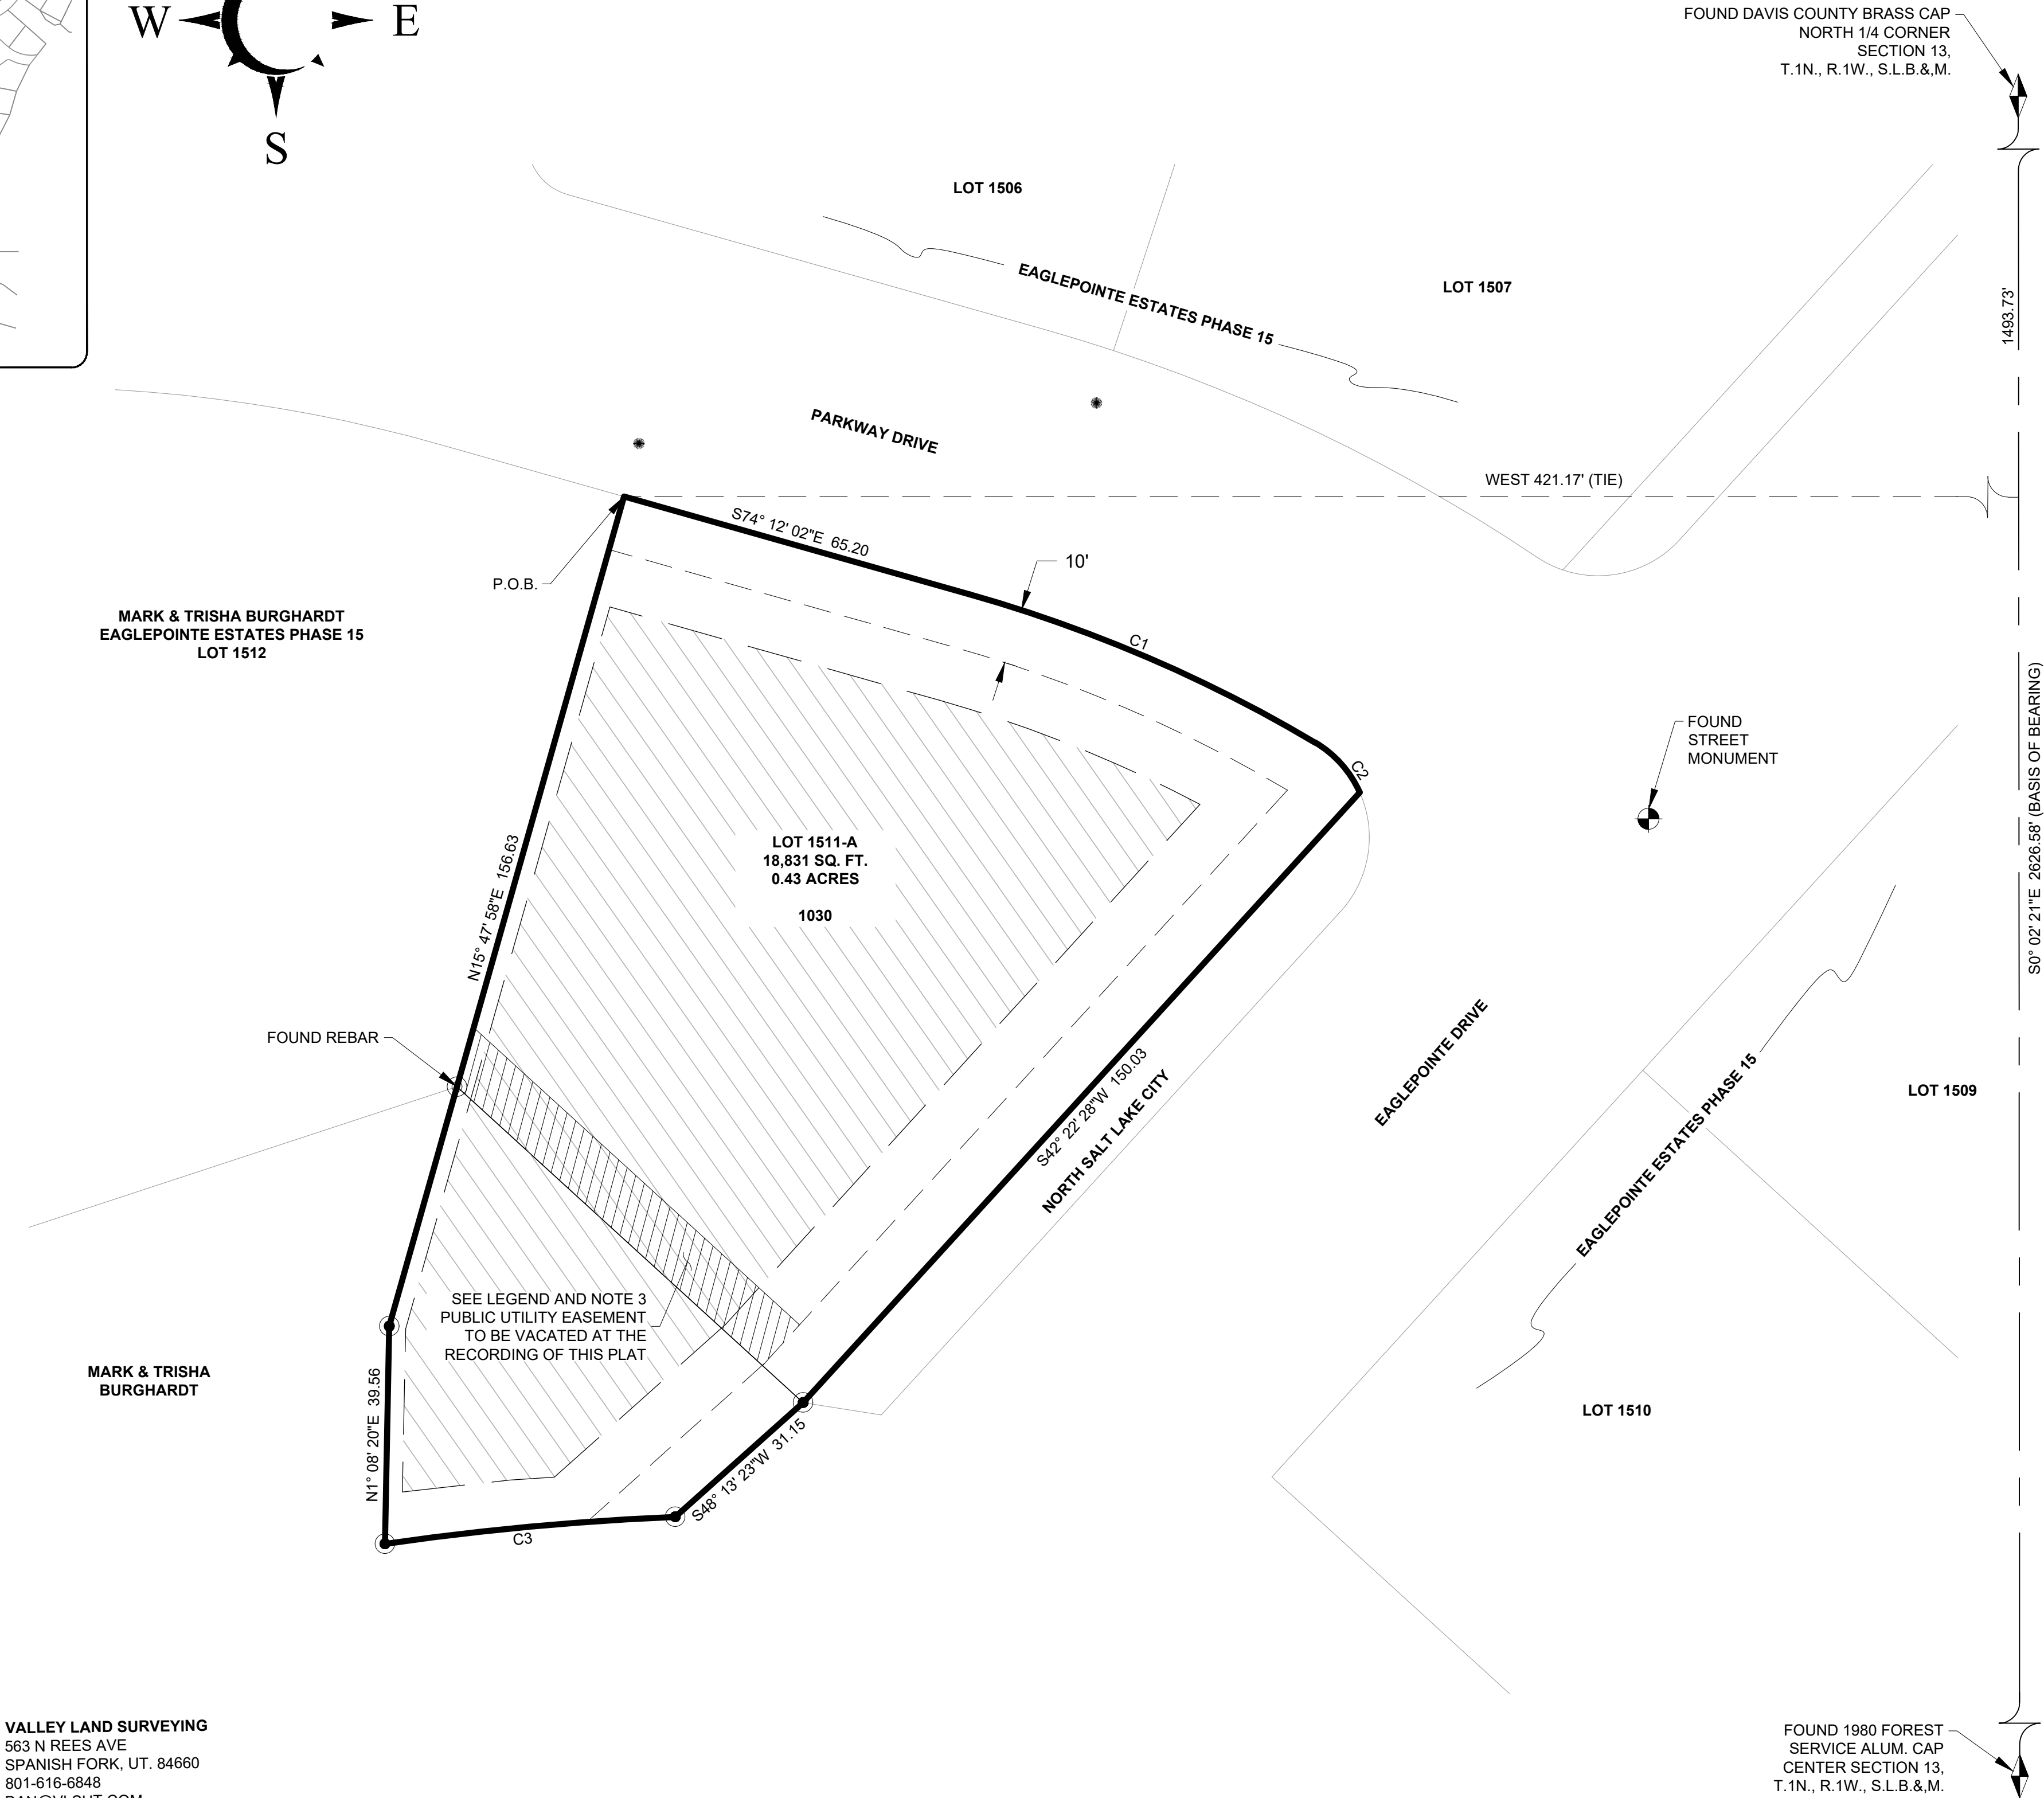 W
E
S
FOUND DAVIS COUNTY BRASS CAP
NORTH 1/4 CORNER
SECTION 13,
T.1N., R.1W., S.L.B.&,M.
LOT 1506
EAGLEPOINTE ESTATES PHASE 15
LOT 1507
1493.73'
PARKWAY DRIVE
WEST 421.17' (TIE)
S74° 12' 02"E 65.20
10'
P.O.B.
C1
MARK & TRISHA BURGHARDT
EAGLEPOINTE ESTATES PHASE 15
LOT 1512
C2
FOUND
STREET
MONUMENT
S0° 02' 21"E 2626.58' (BASIS OF BEARING)
LOT 1511-A
18,831 SQ. FT.
0.43 ACRES
1030
N15° 47' 58"E 156.63
FOUND REBAR
S42° 22' 28"W 150.03
NORTH SALT LAKE CITY
EAGLEPOINTE DRIVE
EAGLEPOINTE ESTATES PHASE 15
LOT 1509
SEE LEGEND AND NOTE 3
PUBLIC UTILITY EASEMENT
TO BE VACATED AT THE
RECORDING OF THIS PLAT
MARK & TRISHA
BURGHARDT
N1° 08' 20"E 39.56
LOT 1510
S48° 13' 23"W 31.15
C3
VALLEY LAND SURVEYING
563 N REES AVE
SPANISH FORK, UT. 84660
801-616-6848
FOUND 1980 FOREST
SERVICE ALUM. CAP
CENTER SECTION 13,
T.1N., R.1W., S.L.B.&,M.